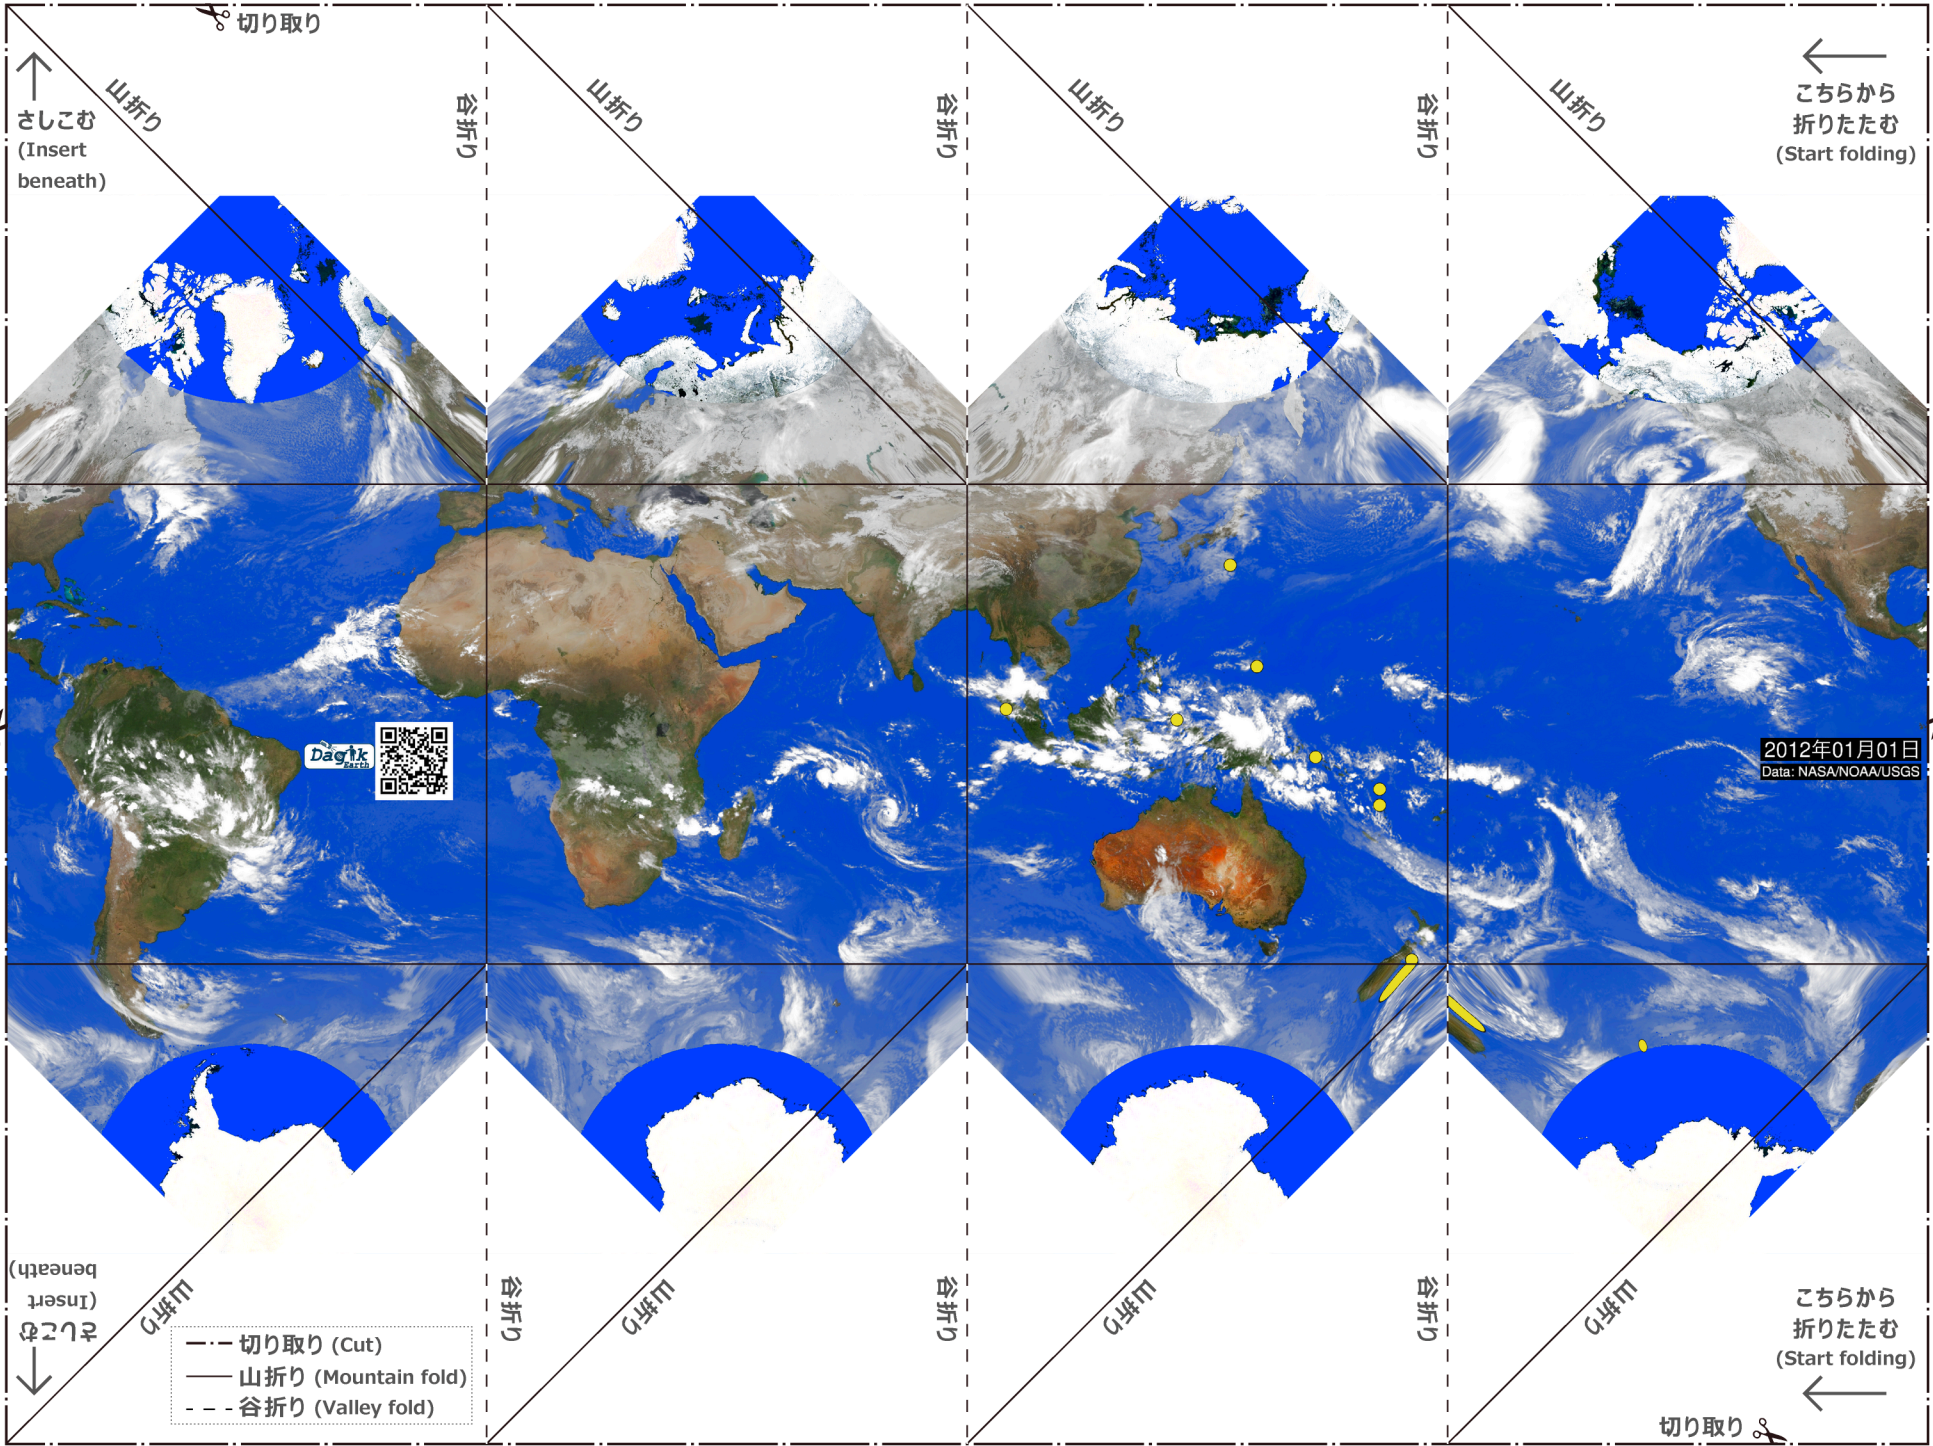 切り取り
山折り
谷折り
山折り
谷折り
山折り
谷折り
山折り
さしこむ
(Insert
beneath)
こちらから
折りたたむ
(Start folding)
Dagik
Earth
2012年01月01日
Data: NASA/NOAA/USGS
さしこむ
(Insert
beneath)
山折り
谷折り
山折り
谷折り
山折り
谷折り
山折り
こちらから
折りたたむ
(Start folding)
切り取り (Cut)
山折り (Mountain fold)
谷折り (Valley fold)
切り取り